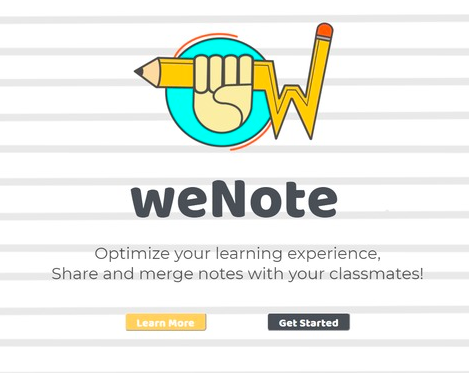 weNote
Optimize your learning experience,
Share and merge notes with your classmates!
Learn More
Get Started